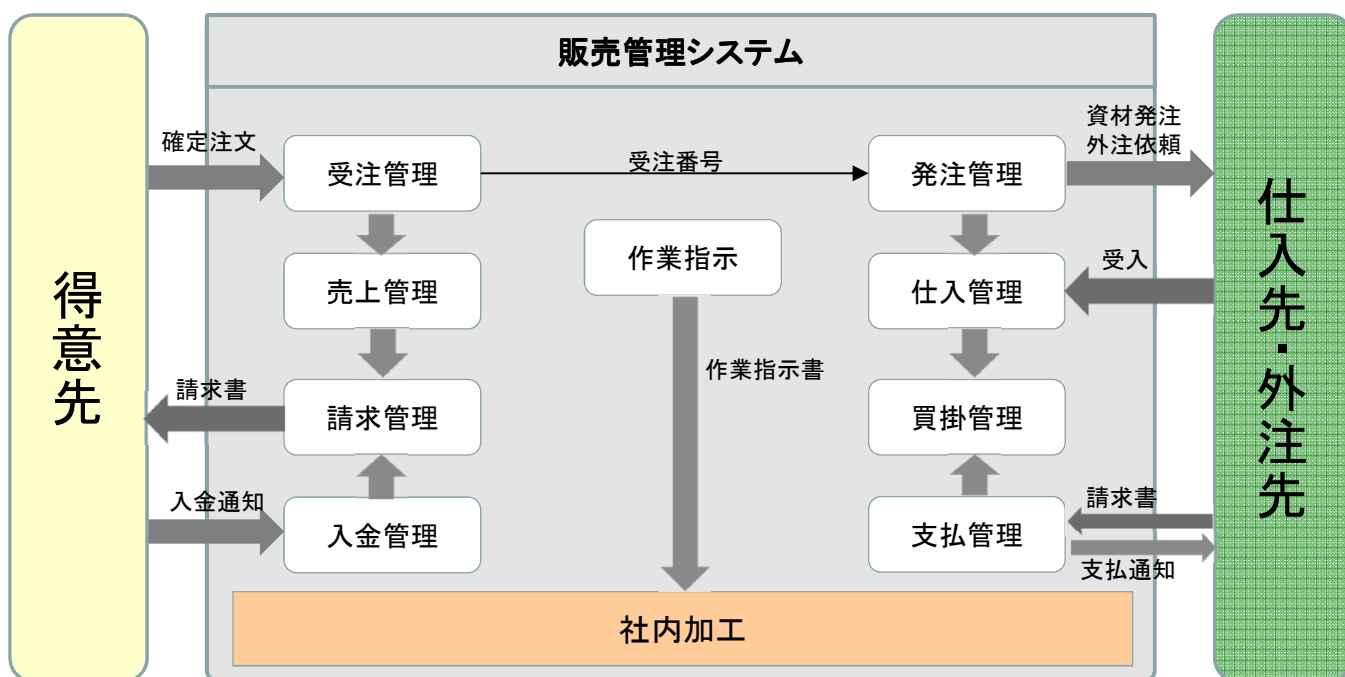 販売管理システム
得意先
仕入先・外注先
確定注文
受注管理
受注番号
発注管理
資材発注
外注依頼
売上管理
作業指示
仕入管理
受入
作業指示書
請求書
請求管理
買掛管理
入金通知
入金管理
支払管理
請求書
支払通知
社内加工